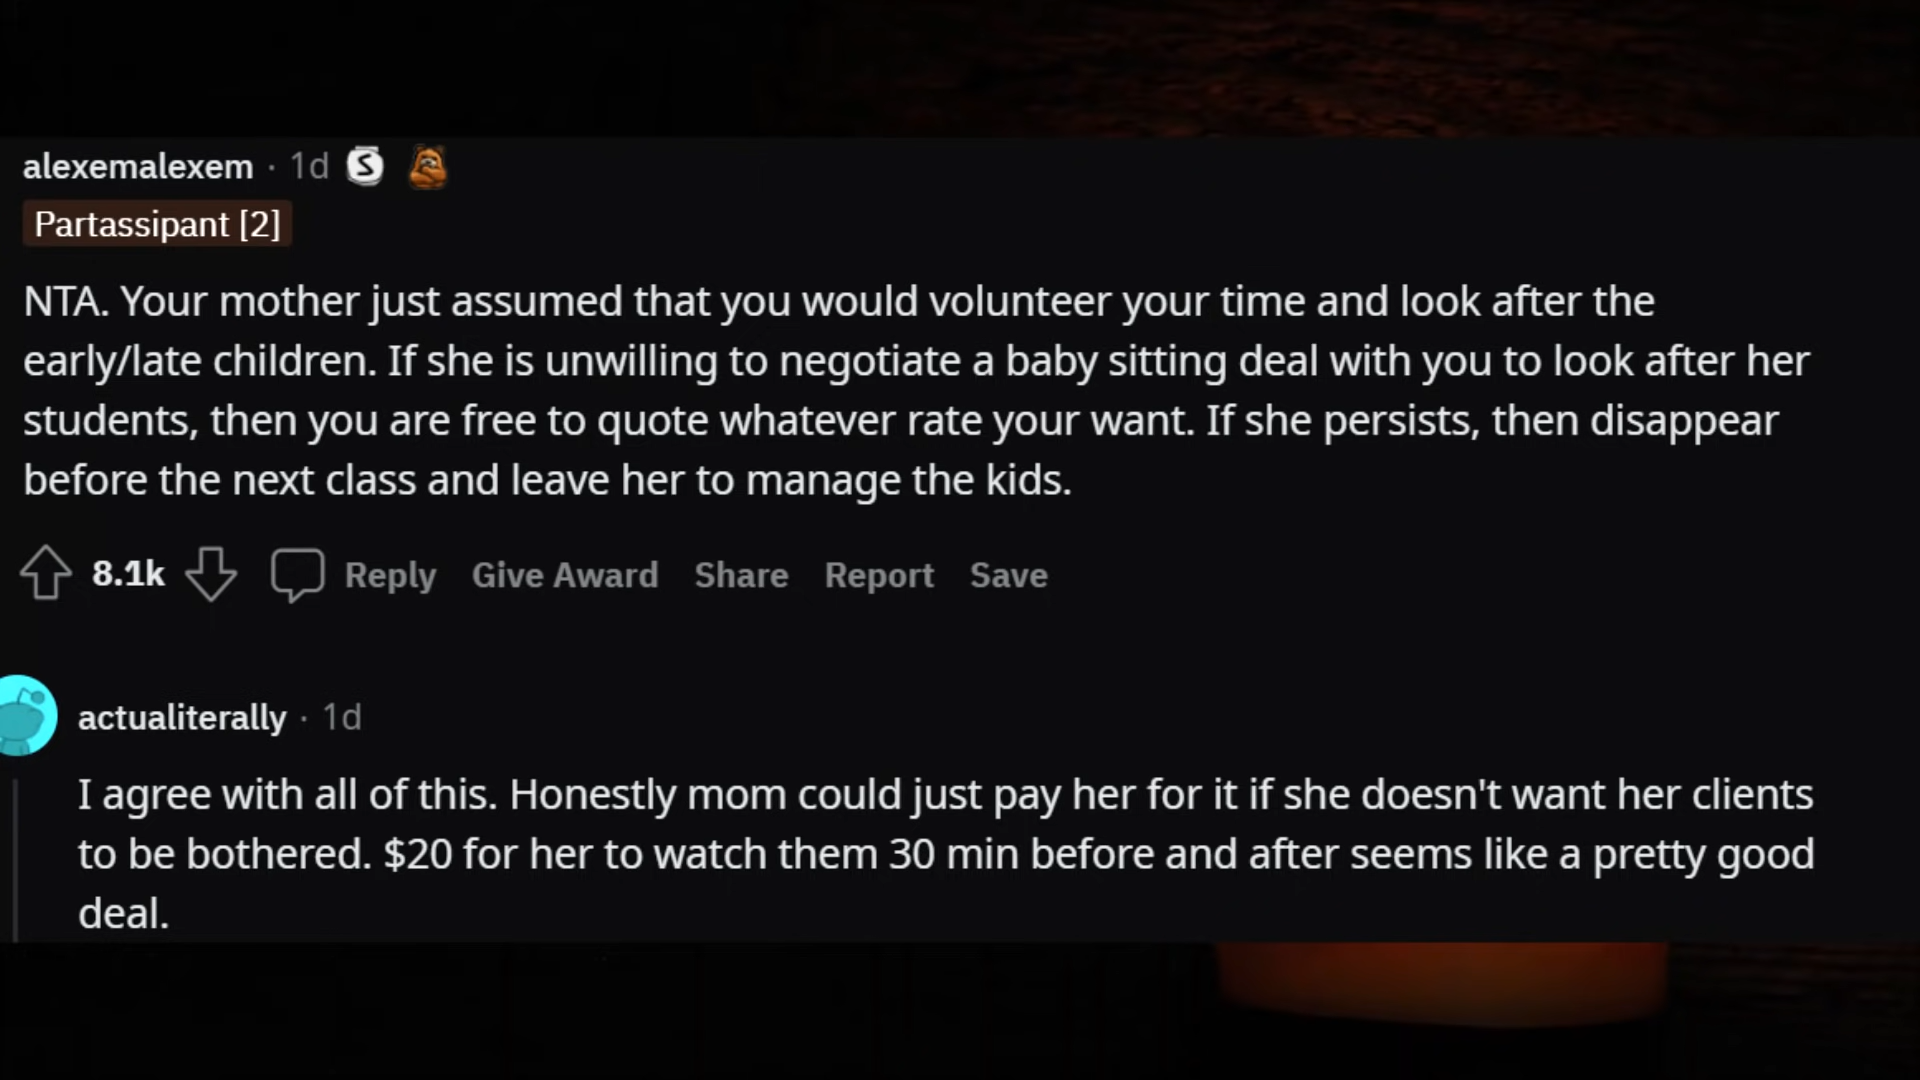 alexemalexem · 1d S
Partassipant [2]
NTA. Your mother just assumed that you would volunteer your time and look after the
early/late children. If she is unwilling to negotiate a baby sitting deal with you to look after her
students, then you are free to quote whatever rate your want. If she persists, then disappear
before the next class and leave her to manage the kids.
8.1k Reply Give Award Share Report Save
actualiterally · 1d
I agree with all of this. Honestly mom could just pay her for it if she doesn't want her clients
to be bothered. $20 for her to watch them 30 min before and after seems like a pretty good
deal.